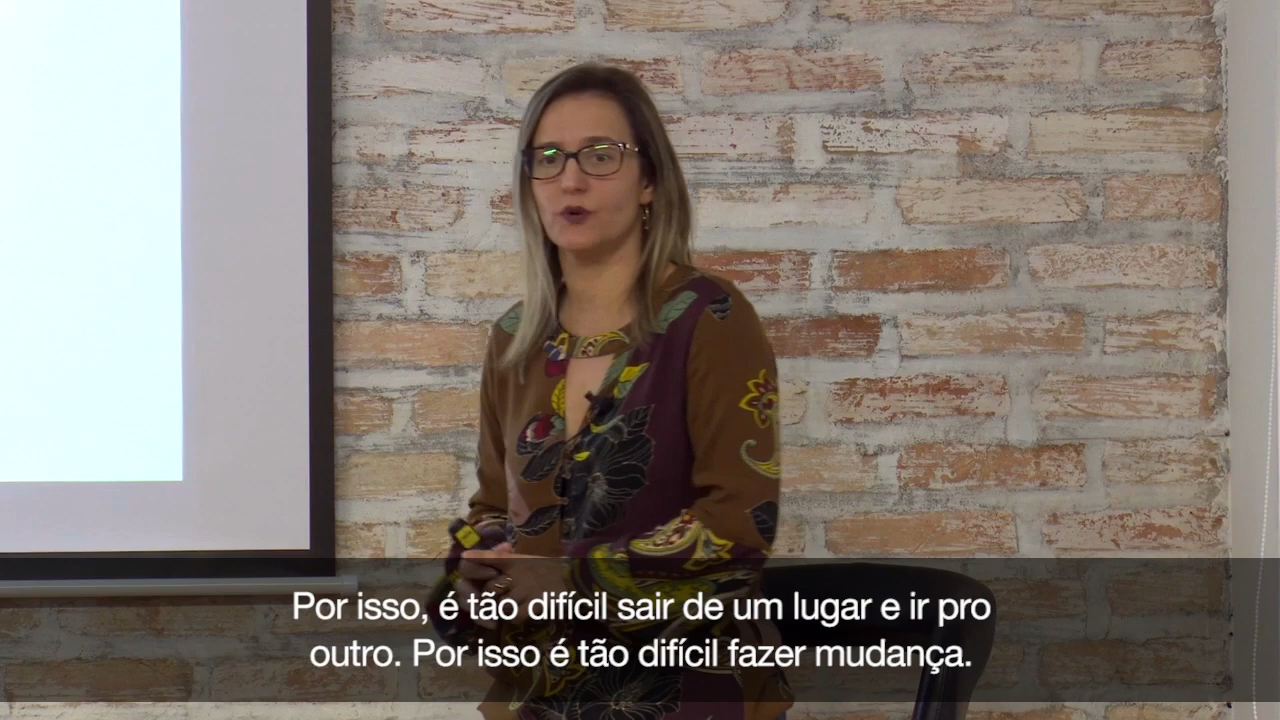 Por isso, é tão difícil sair de um lugar e ir pro
outro. Por isso é tão difícil fazer mudança.